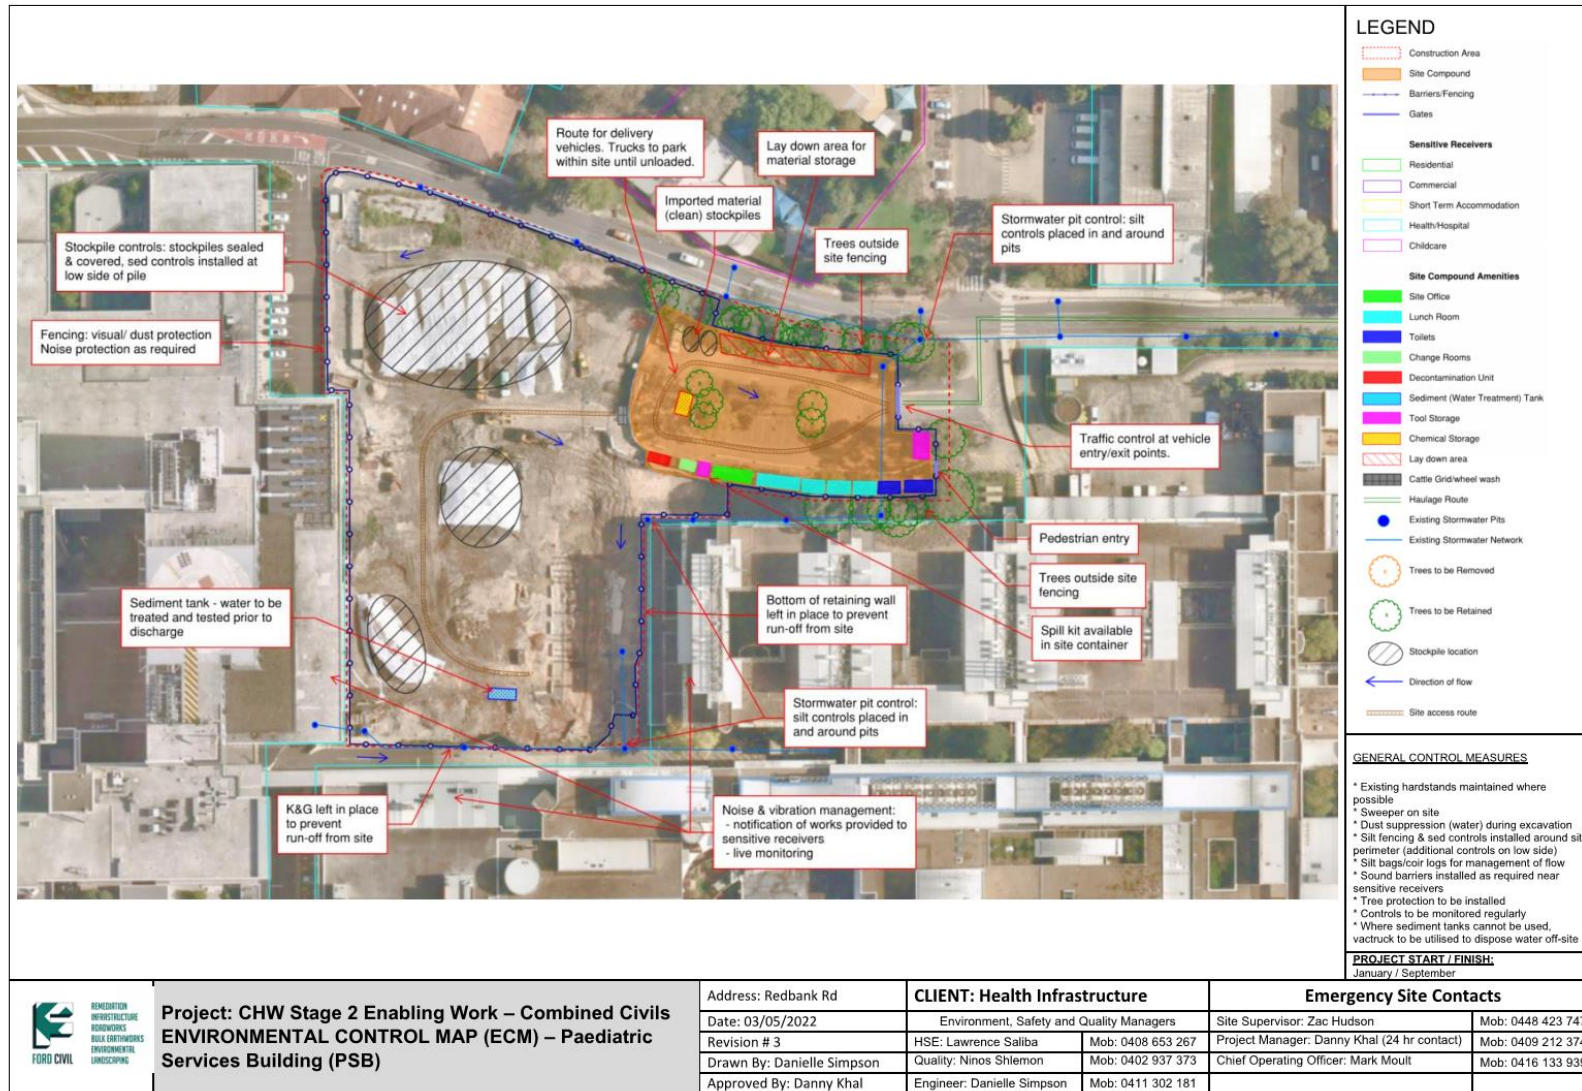 Route for delivery
vehicles. Trucks to park
within site until unloaded.
Lay down area for
material storage
Imported material
(clean) stockpiles
Trees outside
site fencing
Stormwater pit control: silt
controls placed in and around
pits
Stockpile controls: stockpiles sealed
& covered, sed controls installed at
low side of pile
Fencing: visual/ dust protection
Noise protection as required
Traffic control at vehicle
entry/exit points.
Pedestrian entry
Trees outside site
fencing
Spill kit available
in site container
Sediment tank - water to be
treated and tested prior to
discharge
Bottom of retaining wall
left in place to prevent
run-off from site
Stormwater pit control:
silt controls placed in
and around pits
K&G left in place
to prevent
run-off from site
Noise & vibration management:
- notification of works provided to
sensitive receivers
- live monitoring
LEGEND
Construction Area
Site Compound
Barriers/Fencing
Gates
Sensitive Receivers
Residential
Commercial
Short Term Accommodation
Health/Hospital
Childcare
Site Compound Amenities
Site Office
Lunch Room
Toilets
Change Rooms
Decontamination Unit
Sediment (Water Treatment) Tank
Tool Storage
Chemical Storage
Lay down area
Cattle Grid/wheel wash
Haulage Route
Existing Stormwater Pits
Existing Stormwater Network
Trees to be Removed
Trees to be Retained
Stockpile location
Direction of flow
Site access route
GENERAL CONTROL MEASURES
* Existing hardstands maintained where
possible
* Sweeper on site
* Dust suppression (water) during excavation
* Silt fencing & sed controls installed around sit
perimeter (additional controls on low side)
* Silt bags/coir logs for management of flow
* Sound barriers installed as required near
sensitive receivers
* Tree protection to be installed
* Controls to be monitored regularly
* Where sediment tanks cannot be used,
vactruck to be utilised to dispose water off-site
PROJECT START / FINISH:
January / September
FORD CIVIL
REMEDIATION
INFRASTRUCTURE
ROADWORKS
BULK EARTHWORKS
ENVIRONMENTAL
LANDSCAPING
Project: CHW Stage 2 Enabling Work – Combined Civils
ENVIRONMENTAL CONTROL MAP (ECM) – Paediatric
Services Building (PSB)
Address: Redbank Rd
Date: 03/05/2022
Revision # 3
Drawn By: Danielle Simpson
Approved By: Danny Khal
CLIENT: Health Infrastructure
Environment, Safety and Quality Managers
HSE: Lawrence Saliba Mob: 0408 653 267
Quality: Ninos Shlemon Mob: 0402 937 373
Engineer: Danielle Simpson Mob: 0411 302 181
Emergency Site Contacts
Site Supervisor: Zac Hudson Mob: 0448 423 747
Project Manager: Danny Khal (24 hr contact) Mob: 0409 212 374
Chief Operating Officer: Mark Moult Mob: 0416 133 939